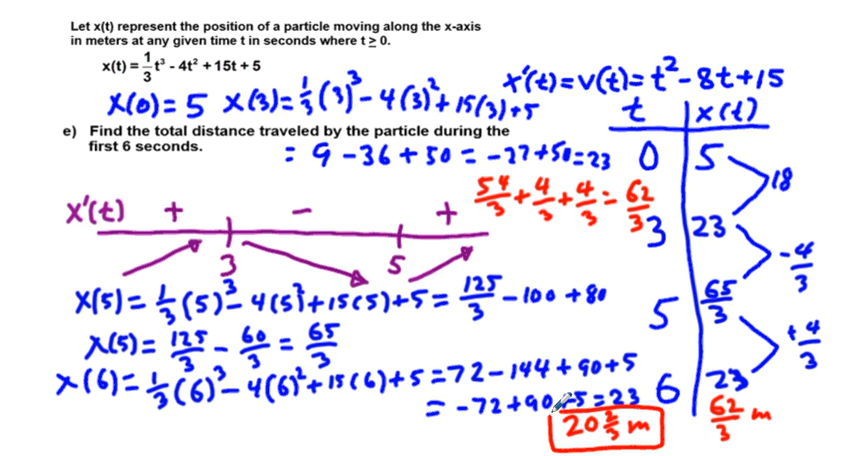 Let x(t) represent the position of a particle moving along the x-axis
in meters at any given time t in seconds where t ≥ 0.
x(t) = 1/3 t³ - 4t² + 15t + 5
x'(t) = v(t) = t² - 8t + 15
x(0) = 5 x(3) = 1/3 (3)³ - 4(3)² + 15(3) + 5
e) Find the total distance traveled by the particle during the
first 6 seconds.
= 9 - 36 + 50 = -27 + 50 = 23
t x(t)
0 5
18
3 23
-4/3
5 65/3
+4/3
6 23
62/3 m
54/3 + 4/3 + 4/3 = 62/3
x'(t) + - +
3 5
x(5) = 1/3 (5)³ - 4(5)² + 15(5) + 5 = 125/3 - 100 + 80
x(5) = 125/3 - 60/3 = 65/3
x(6) = 1/3 (6)³ - 4(6)² + 15(6) + 5 = 72 - 144 + 90 + 5
= -72 + 90 + 5 = 23
20 2/3 m